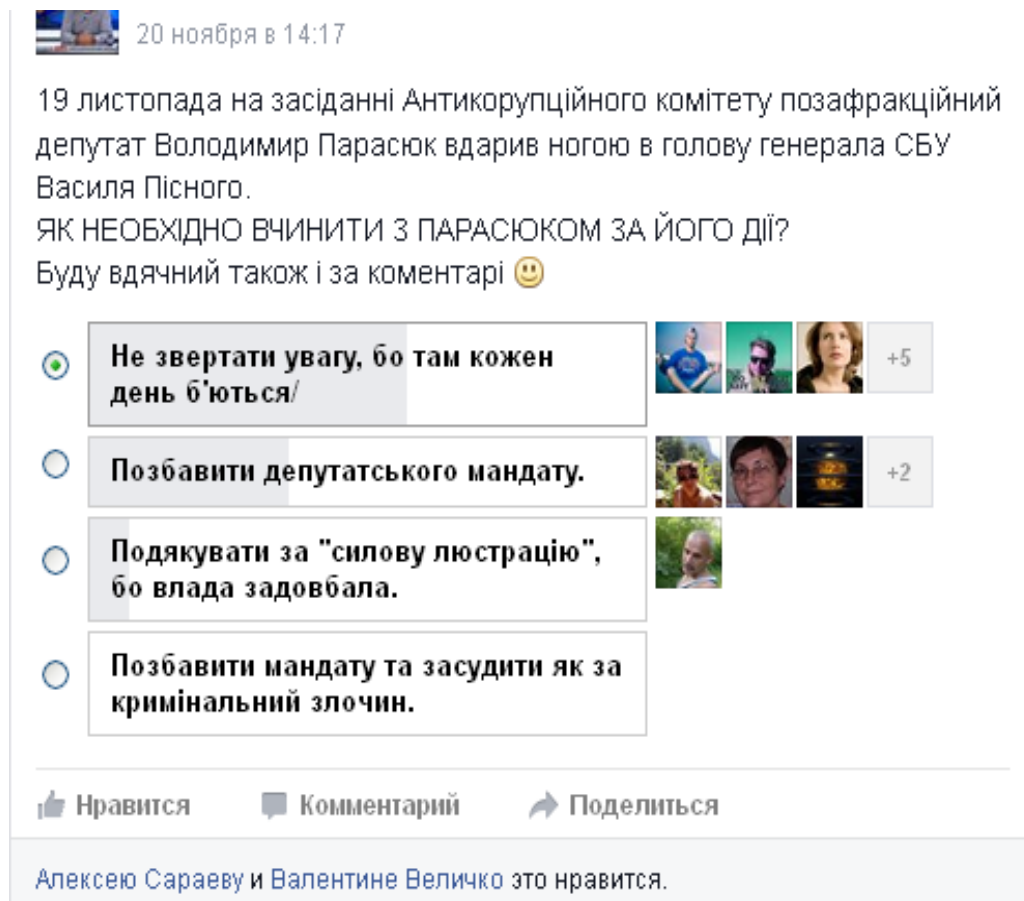 20 ноября в 14:17
19 листопада на засіданні Антикорупційного комітету позафракційний
депутат Володимир Парасюк вдарив ногою в голову генерала СБУ
Василя Пісного.
ЯК НЕОБХІДНО ВЧИНИТИ З ПАРАСЮКОМ ЗА ЙОГО ДІЇ?
Буду вдячний також і за коментарі
Не звертати увагу, бо там кожен
день б'ються/
+5
Позбавити депутатського мандату.
+2
Подякувати за "силову люстрацію",
бо влада задовбала.
Позбавити мандату та засудити як за
кримінальний злочин.
Нравится Комментарий Поделиться
Алексею Сараеву и Валентине Величко это нравится.